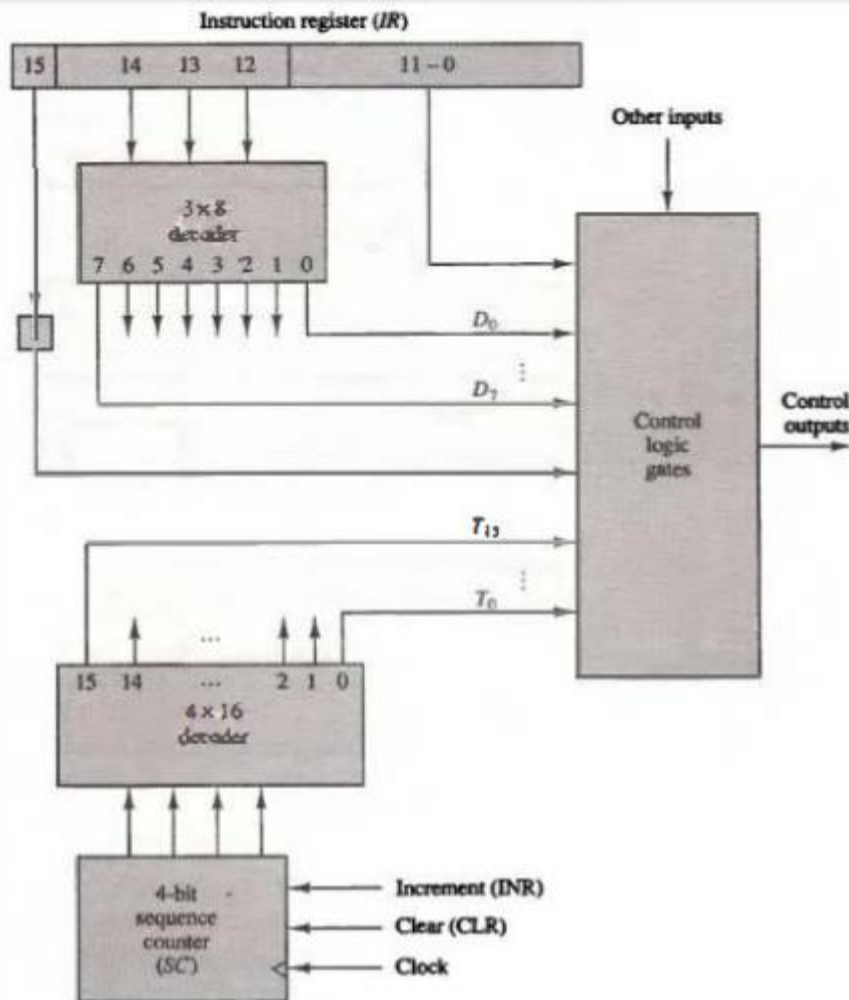 Instruction register (IR)
15 14 13 12 11 – 0
Other inputs
3 × 8
decoder
7 6 5 4 3 2 1 0
D0
⋮
D7
Control
logic
gates
Control
outputs
T15
⋮
T0
...
15 14 ... 2 1 0
4 × 16
decoder
4-bit
sequence
counter
(SC)
Increment (INR)
Clear (CLR)
Clock